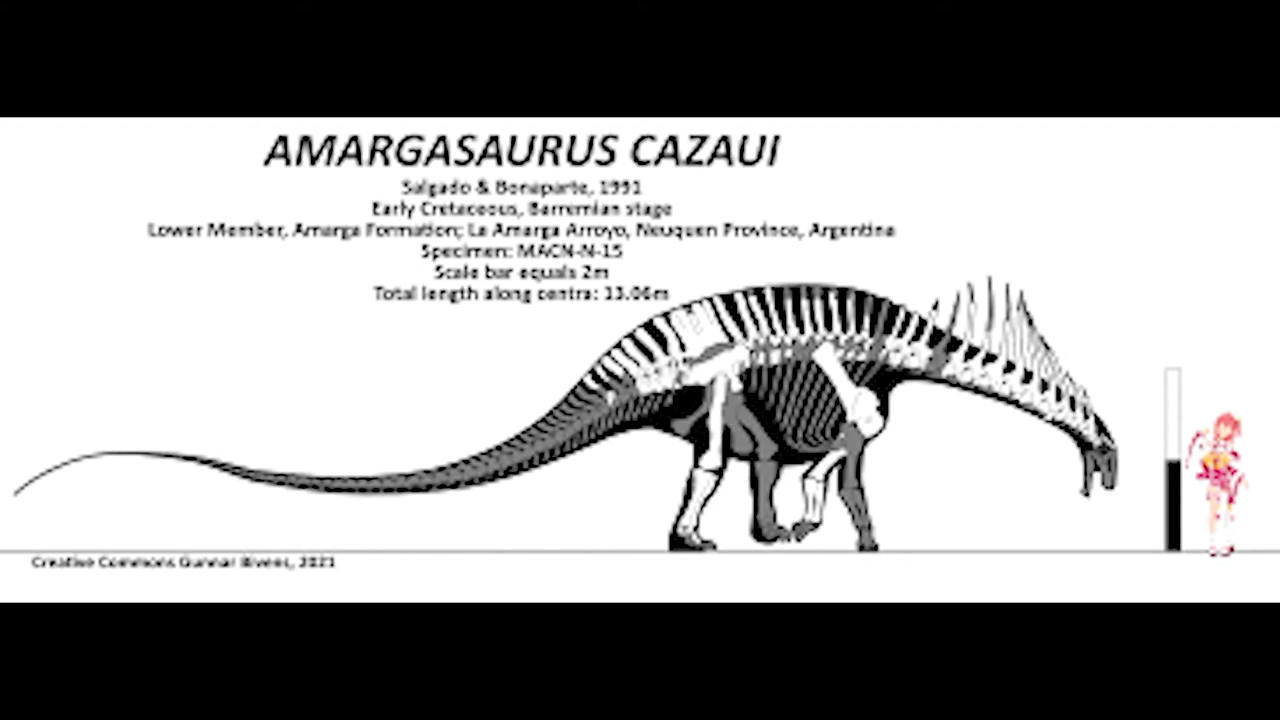 AMARGASAURUS CAZAUI
Salgado & Bonaparte, 1991
Early Cretaceous, Barremian stage
Lower Member, Amarga Formation; La Amarga Arroyo, Neuquen Province, Argentina
Specimen: MACN-N-15
Scale bar equals 2m
Total length along centra: 13.06m
Creative Commons Gunnar Bivens, 2021